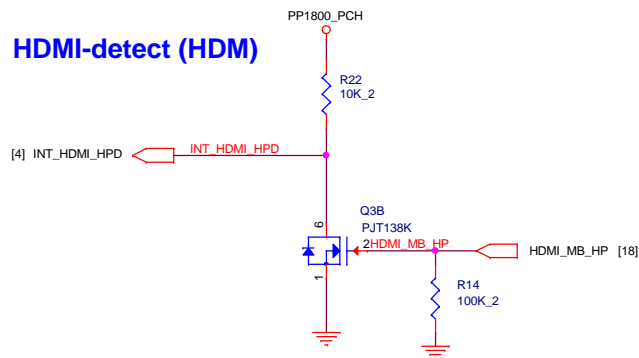 PP1800_PCH
HDMI-detect (HDM)
R22
10K_2
[4] INT_HDMI_HPD
INT_HDMI_HPD
6
Q3B
PJT138K
2
HDMI_MB_HP
HDMI_MB_HP [18]
1
R14
100K_2